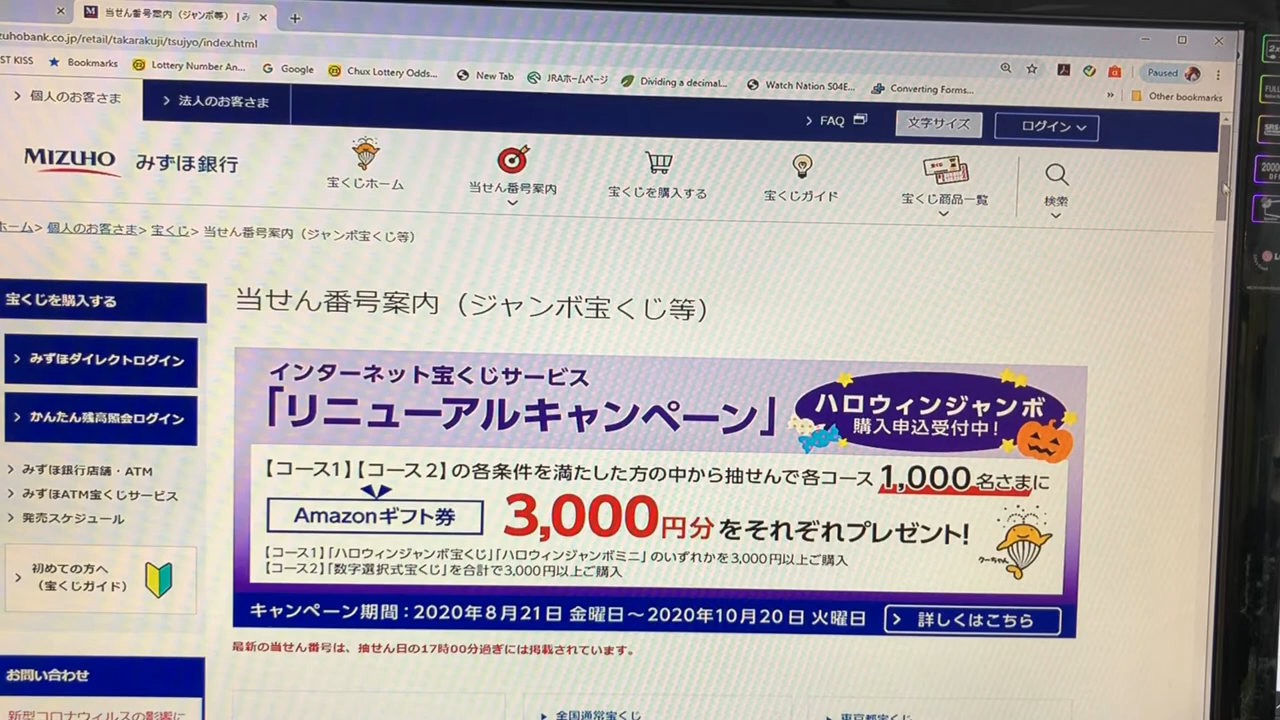 当せん番号案内（ジャンボ等）| み
zuhobank.co.jp/retail/takarakuji/tsujyo/index.html
ST KISS
Bookmarks
Lottery Number An...
Google
Chux Lottery Odds...
New Tab
JRAホームページ
Dividing a decimal...
Watch Nation S04E...
Converting Forms...
Paused
»
Other bookmarks
個人のお客さま
法人のお客さま
FAQ
文字サイズ
ログイン
MIZUHO みずほ銀行
宝くじホーム
当せん番号案内
宝くじを購入する
宝くじガイド
宝くじ商品一覧
検索
ホーム> 個人のお客さま> 宝くじ> 当せん番号案内（ジャンボ宝くじ等）
宝くじを購入する
みずほダイレクトログイン
かんたん残高照会ログイン
みずほ銀行店舗・ATM
みずほATM宝くじサービス
発売スケジュール
初めての方へ
（宝くじガイド）
お問い合わせ
新型コロナウィルスの影響に
当せん番号案内（ジャンボ宝くじ等）
インターネット宝くじサービス
「リニューアルキャンペーン」
ハロウィンジャンボ
購入申込受付中!
【コース1】【コース2】の各条件を満たした方の中から抽せんで各コース1,000名さまに
Amazonギフト券
3,000円分をそれぞれプレゼント!
クーちゃん
【コース1】「ハロウィンジャンボ宝くじ」「ハロウィンジャンボミニ」のいずれかを3,000円以上ご購入
【コース2】「数字選択式宝くじ」を合計で3,000円以上ご購入
キャンペーン期間：2020年8月21日 金曜日～2020年10月20日 火曜日
詳しくはこちら
最新の当せん番号は、抽せん日の17時00分過ぎには掲載されています。
全国通常宝くじ
東京都宝くじ